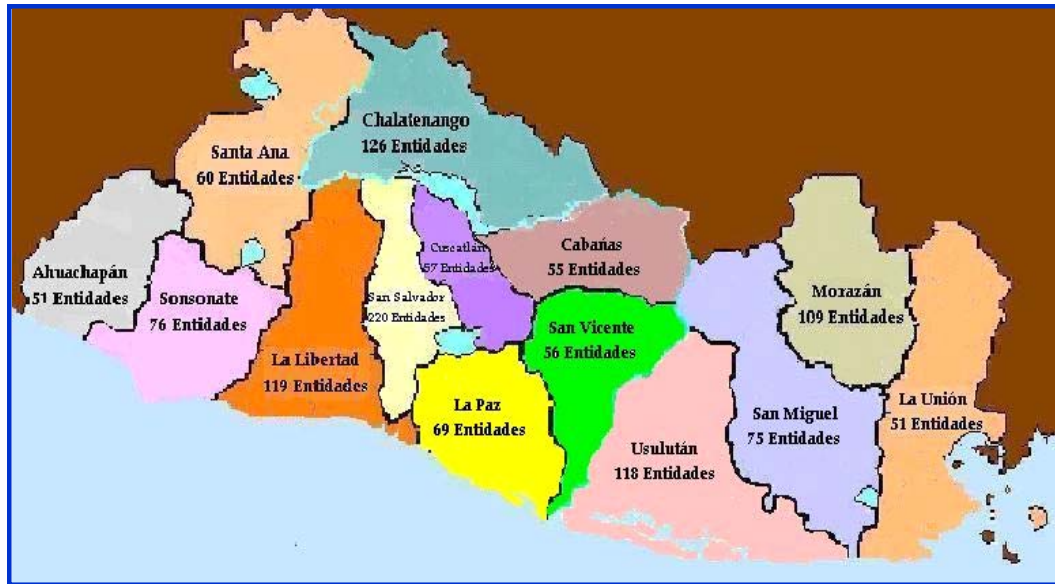 Chalatenango
126 Entidades
Santa Ana
60 Entidades
Cuscatlán
57 Entidades
Cabañas
55 Entidades
Ahuachapán
51 Entidades
Sonsonate
76 Entidades
San Salvador
220 Entidades
Morazán
109 Entidades
San Vicente
56 Entidades
La Libertad
119 Entidades
La Paz
69 Entidades
La Unión
51 Entidades
San Miguel
75 Entidades
Usulután
118 Entidades